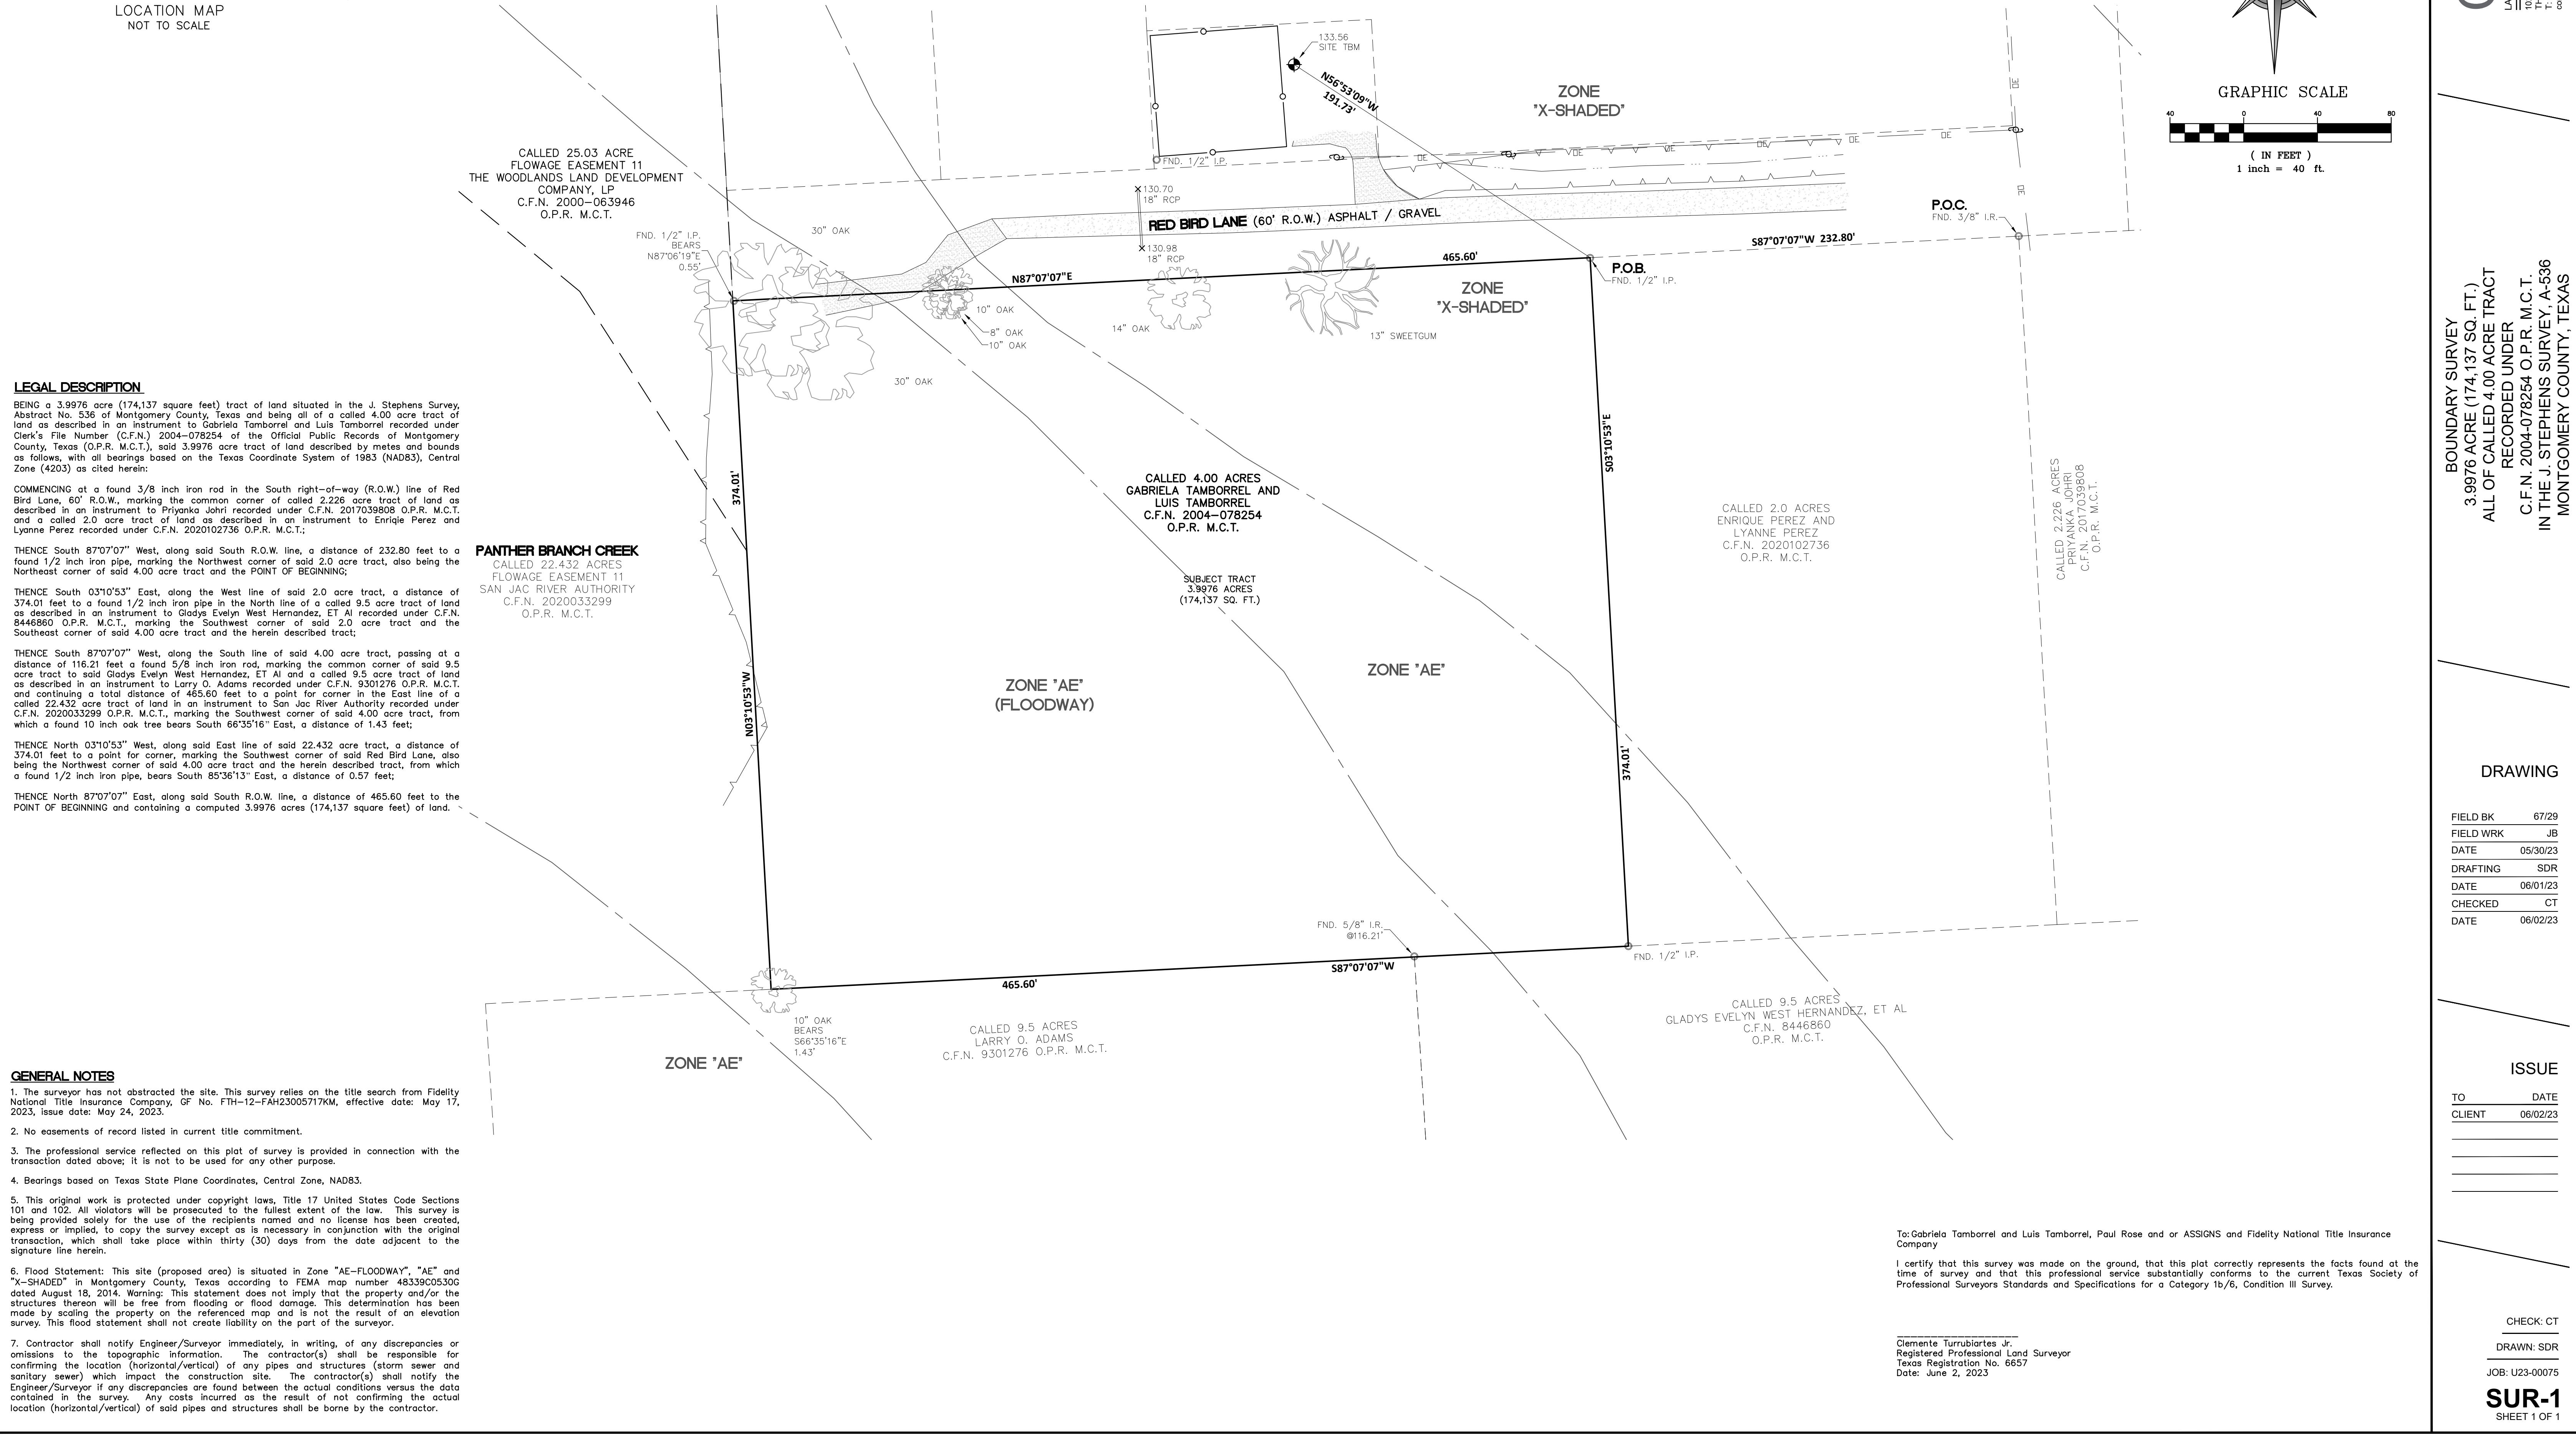 LOCATION MAP
NOT TO SCALE
CALLED 25.03 ACRE
FLOWAGE EASEMENT 11
THE WOODLANDS LAND DEVELOPMENT
COMPANY, LP
C.F.N. 2000-063946
O.P.R. M.C.T.
FND. 1/2" I.P.
BEARS
N87°06'19"E
0.55'
30" OAK
133.56
SITE TBM
N56°53'09"W
191.73'
ZONE
"X-SHADED"
FND. 1/2" I.P.
OE
OE
OE
OE
OE
OE
OE
OE
130.70
18" RCP
RED BIRD LANE (60' R.O.W.) ASPHALT / GRAVEL
130.98
18" RCP
P.O.C.
FND. 3/8" I.R.
S87°07'07"W 232.80'
N87°07'07"E
465.60'
P.O.B.
FND. 1/2" I.P.
ZONE
"X-SHADED"
10" OAK
8" OAK
10" OAK
14" OAK
13" SWEETGUM
30" OAK
GRAPHIC SCALE
40
0
40
80
( IN FEET )
1 inch = 40 ft.
LEGAL DESCRIPTION
BEING a 3.9976 acre (174,137 square feet) tract of land situated in the J. Stephens Survey,
Abstract No. 536 of Montgomery County, Texas and being all of a called 4.00 acre tract of
land as described in an instrument to Gabriela Tamborrel and Luis Tamborrel recorded under
Clerk's File Number (C.F.N.) 2004-078254 of the Official Public Records of Montgomery
County, Texas (O.P.R. M.C.T.), said 3.9976 acre tract of land described by metes and bounds
as follows, with all bearings based on the Texas Coordinate System of 1983 (NAD83), Central
Zone (4203) as cited herein:
COMMENCING at a found 3/8 inch iron rod in the South right-of-way (R.O.W.) line of Red
Bird Lane, 60' R.O.W., marking the common corner of called 2.226 acre tract of land as
described in an instrument to Priyanka Johri recorded under C.F.N. 2017039808 O.P.R. M.C.T.
and a called 2.0 acre tract of land as described in an instrument to Enriqie Perez and
Lyanne Perez recorded under C.F.N. 2020102736 O.P.R. M.C.T.;
THENCE South 87°07'07" West, along said South R.O.W. line, a distance of 232.80 feet to a
found 1/2 inch iron pipe, marking the Northwest corner of said 2.0 acre tract, also being the
Northeast corner of said 4.00 acre tract and the POINT OF BEGINNING;
THENCE South 03°10'53" East, along the West line of said 2.0 acre tract, a distance of
374.01 feet to a found 1/2 inch iron pipe in the North line of a called 9.5 acre tract of land
as described in an instrument to Gladys Evelyn West Hernandez, ET Al recorded under C.F.N.
8446860 O.P.R. M.C.T., marking the Southwest corner of said 2.0 acre tract and the
Southeast corner of said 4.00 acre tract and the herein described tract;
THENCE South 87°07'07" West, along the South line of said 4.00 acre tract, passing at a
distance of 116.21 feet a found 5/8 inch iron rod, marking the common corner of said 9.5
acre tract to said Gladys Evelyn West Hernandez, ET Al and a called 9.5 acre tract of land
as described in an instrument to Larry O. Adams recorded under C.F.N. 9301276 O.P.R. M.C.T.
and continuing a total distance of 465.60 feet to a point for corner in the East line of a
called 22.432 acre tract of land in an instrument to San Jac River Authority recorded under
C.F.N. 2020033299 O.P.R. M.C.T., marking the Southwest corner of said 4.00 acre tract, from
which a found 10 inch oak tree bears South 66°35'16" East, a distance of 1.43 feet;
THENCE North 03°10'53" West, along said East line of said 22.432 acre tract, a distance of
374.01 feet to a point for corner, marking the Southwest corner of said Red Bird Lane, also
being the Northwest corner of said 4.00 acre tract and the herein described tract, from which
a found 1/2 inch iron pipe, bears South 85°36'13" East, a distance of 0.57 feet;
THENCE North 87°07'07" East, along said South R.O.W. line, a distance of 465.60 feet to the
POINT OF BEGINNING and containing a computed 3.9976 acres (174,137 square feet) of land.
374.01'
N03°10'53"W
PANTHER BRANCH CREEK
CALLED 22.432 ACRES
FLOWAGE EASEMENT 11
SAN JAC RIVER AUTHORITY
C.F.N. 2020033299
O.P.R. M.C.T.
CALLED 4.00 ACRES
GABRIELA TAMBORREL AND
LUIS TAMBORREL
C.F.N. 2004-078254
O.P.R. M.C.T.
SUBJECT TRACT
3.9976 ACRES
(174,137 SQ. FT.)
S03°10'53"E
374.01'
CALLED 2.0 ACRES
ENRIQUE PEREZ AND
LYANNE PEREZ
C.F.N. 2020102736
O.P.R. M.C.T.
CALLED 2.226 ACRES
PRIYANKA JOHRI
C.F.N. 2017039808
O.P.R. M.C.T.
ZONE "AE"
(FLOODWAY)
ZONE "AE"
FND. 5/8" I.R.
@116.21'
S87°07'07"W
465.60'
FND. 1/2" I.P.
10" OAK
BEARS
S66°35'16"E
1.43'
ZONE "AE"
CALLED 9.5 ACRES
LARRY O. ADAMS
C.F.N. 9301276 O.P.R. M.C.T.
CALLED 9.5 ACRES
GLADYS EVELYN WEST HERNANDEZ, ET AL
C.F.N. 8446860
O.P.R. M.C.T.
GENERAL NOTES
1. The surveyor has not abstracted the site. This survey relies on the title search from Fidelity
National Title Insurance Company, GF No. FTH-12-FAH23005717KM, effective date: May 17,
2023, issue date: May 24, 2023.
2. No easements of record listed in current title commitment.
3. The professional service reflected on this plat of survey is provided in connection with the
transaction dated above; it is not to be used for any other purpose.
4. Bearings based on Texas State Plane Coordinates, Central Zone, NAD83.
5. This original work is protected under copyright laws, Title 17 United States Code Sections
101 and 102. All violators will be prosecuted to the fullest extent of the law. This survey is
being provided solely for the use of the recipients named and no license has been created,
express or implied, to copy the survey except as is necessary in conjunction with the original
transaction, which shall take place within thirty (30) days from the date adjacent to the
signature line herein.
6. Flood Statement: This site (proposed area) is situated in Zone "AE-FLOODWAY", "AE" and
"X-SHADED" in Montgomery County, Texas according to FEMA map number 48339C0530G
dated August 18, 2014. Warning: This statement does not imply that the property and/or the
structures thereon will be free from flooding or flood damage. This determination has been
made by scaling the property on the referenced map and is not the result of an elevation
survey. This flood statement shall not create liability on the part of the surveyor.
7. Contractor shall notify Engineer/Surveyor immediately, in writing, of any discrepancies or
omissions to the topographic information. The contractor(s) shall be responsible for
confirming the location (horizontal/vertical) of any pipes and structures (storm sewer and
sanitary sewer) which impact the construction site. The contractor(s) shall notify the
Engineer/Surveyor if any discrepancies are found between the actual conditions versus the data
contained in the survey. Any costs incurred as the result of not confirming the actual
location (horizontal/vertical) of said pipes and structures shall be borne by the contractor.
To: Gabriela Tamborrel and Luis Tamborrel, Paul Rose and or ASSIGNS and Fidelity National Title Insurance
Company
I certify that this survey was made on the ground, that this plat correctly represents the facts found at the
time of survey and that this professional service substantially conforms to the current Texas Society of
Professional Surveyors Standards and Specifications for a Category 1b/6, Condition III Survey.
Clemente Turrubiartes Jr.
Registered Professional Land Surveyor
Texas Registration No. 6657
Date: June 2, 2023
BOUNDARY SURVEY
3.9976 ACRE (174,137 SQ. FT.)
ALL OF CALLED 4.00 ACRE TRACT
RECORDED UNDER
C.F.N. 2004-078254 O.P.R. M.C.T.
IN THE J. STEPHENS SURVEY, A-536
MONTGOMERY COUNTY, TEXAS
DRAWING
FIELD BK 67/29
FIELD WRK JB
DATE 05/30/23
DRAFTING SDR
DATE 06/01/23
CHECKED CT
DATE 06/02/23
ISSUE
TO DATE
CLIENT 06/02/23
CHECK: CT
DRAWN: SDR
JOB: U23-00075
SUR-1
SHEET 1 OF 1